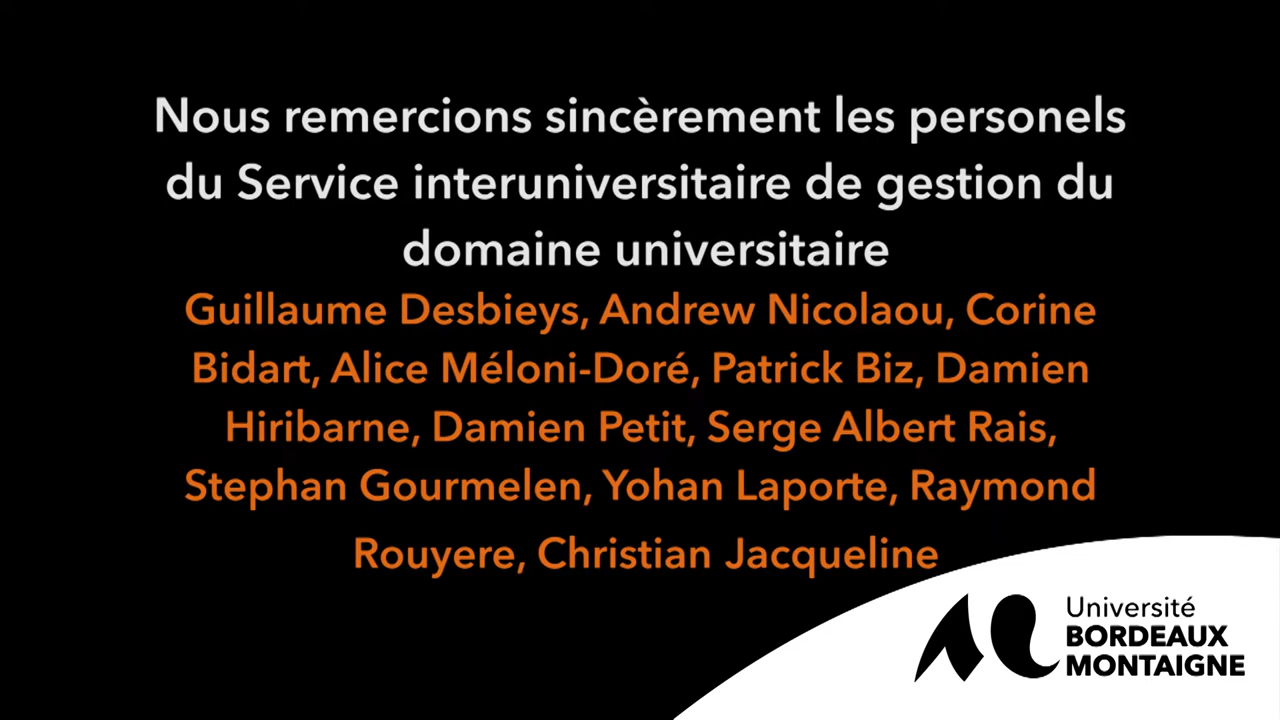 Nous remercions sincèrement les personels
du Service interuniversitaire de gestion du
domaine universitaire
Guillaume Desbieys, Andrew Nicolaou, Corine
Bidart, Alice Méloni-Doré, Patrick Biz, Damien
Hiribarne, Damien Petit, Serge Albert Rais,
Stephan Gourmelen, Yohan Laporte, Raymond
Rouyere, Christian Jacqueline
Université
BORDEAUX
MONTAIGNE